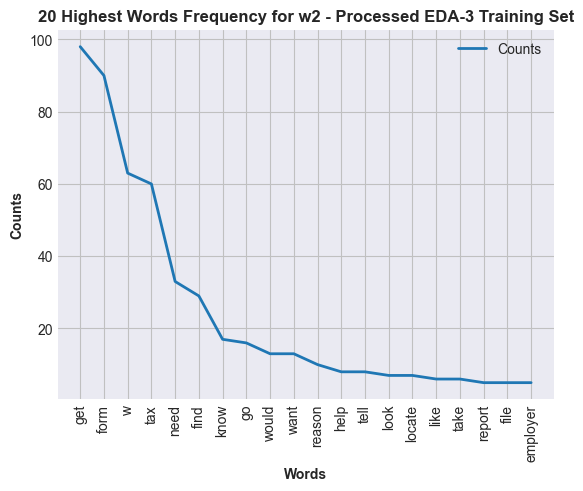 20 Highest Words Frequency for w2 - Processed EDA-3 Training Set
100
80
60
40
20
Counts
Counts
get
form
w
tax
need
find
know
go
would
want
reason
help
tell
look
locate
like
take
report
file
employer
Words